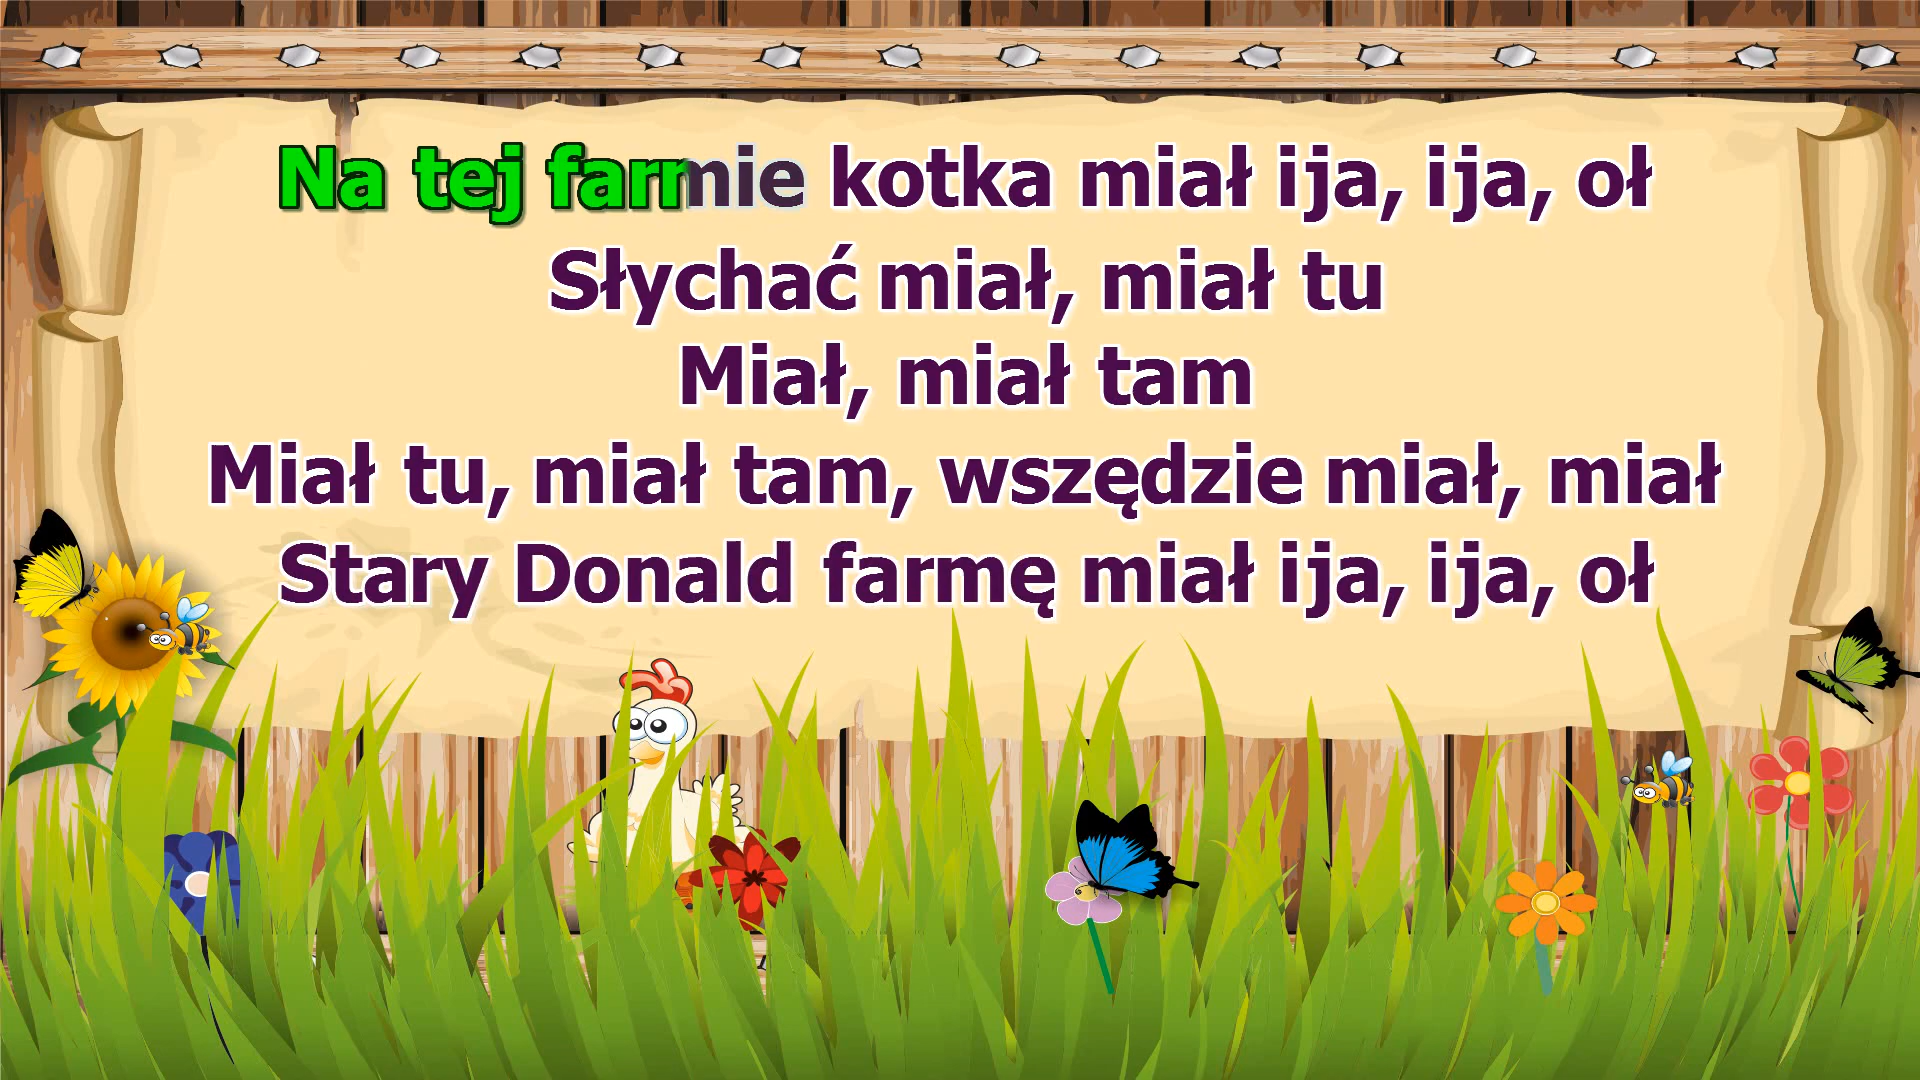 Na tej farmie kotka miał ija, ija, oł
Słychać miał, miał tu
Miał, miał tam
Miał tu, miał tam, wszędzie miał, miał
Stary Donald farmę miał ija, ija, oł